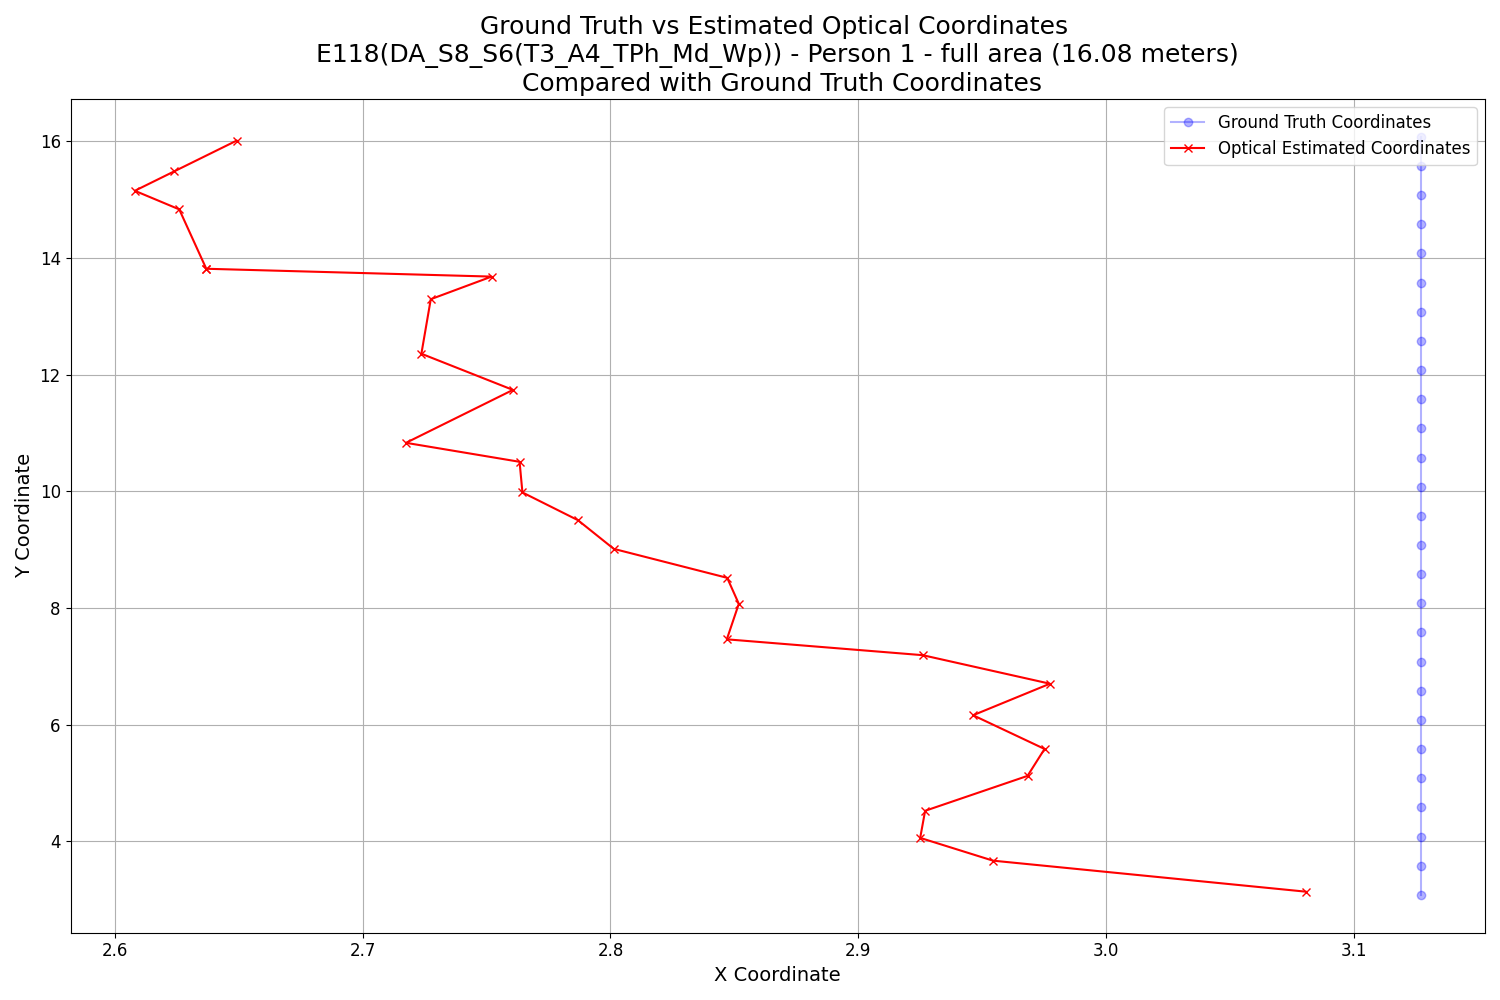 Ground Truth vs Estimated Optical Coordinates
E118(DA_S8_S6(T3_A4_TPh_Md_Wp)) - Person 1 - full area (16.08 meters)
Compared with Ground Truth Coordinates
Ground Truth Coordinates
Optical Estimated Coordinates
Y Coordinate
16
14
12
10
8
6
4
2.6 2.7 2.8 2.9 3.0 3.1
X Coordinate